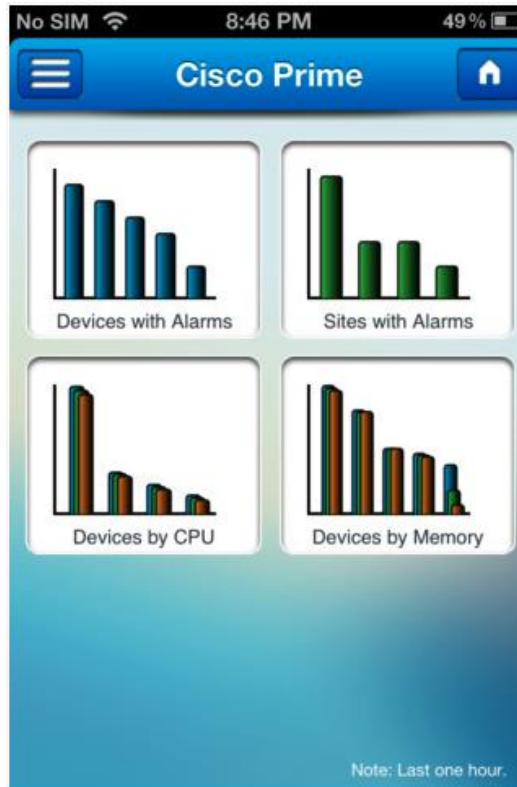 No SIM 8:46 PM 49%
Cisco Prime
Devices with Alarms Sites with Alarms
Devices by CPU Devices by Memory
Note: Last one hour.